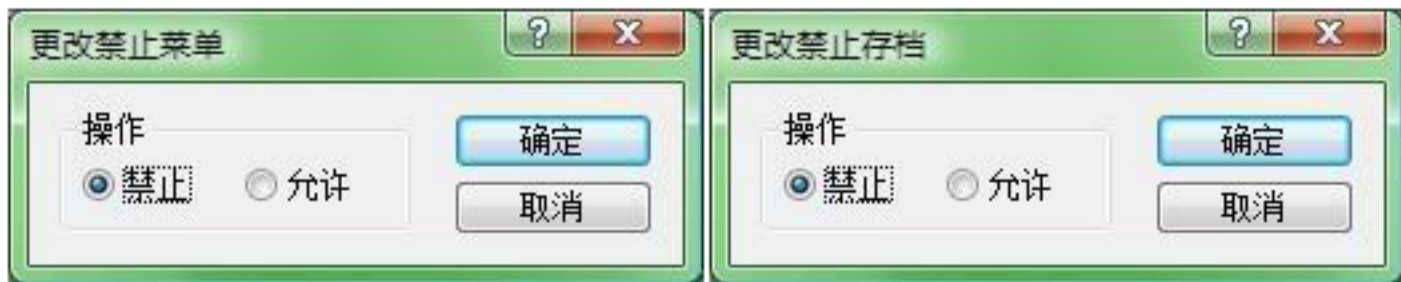 更改禁止菜单
操作
禁止 允许
确定
取消
更改禁止存档
操作
禁止 允许
确定
取消